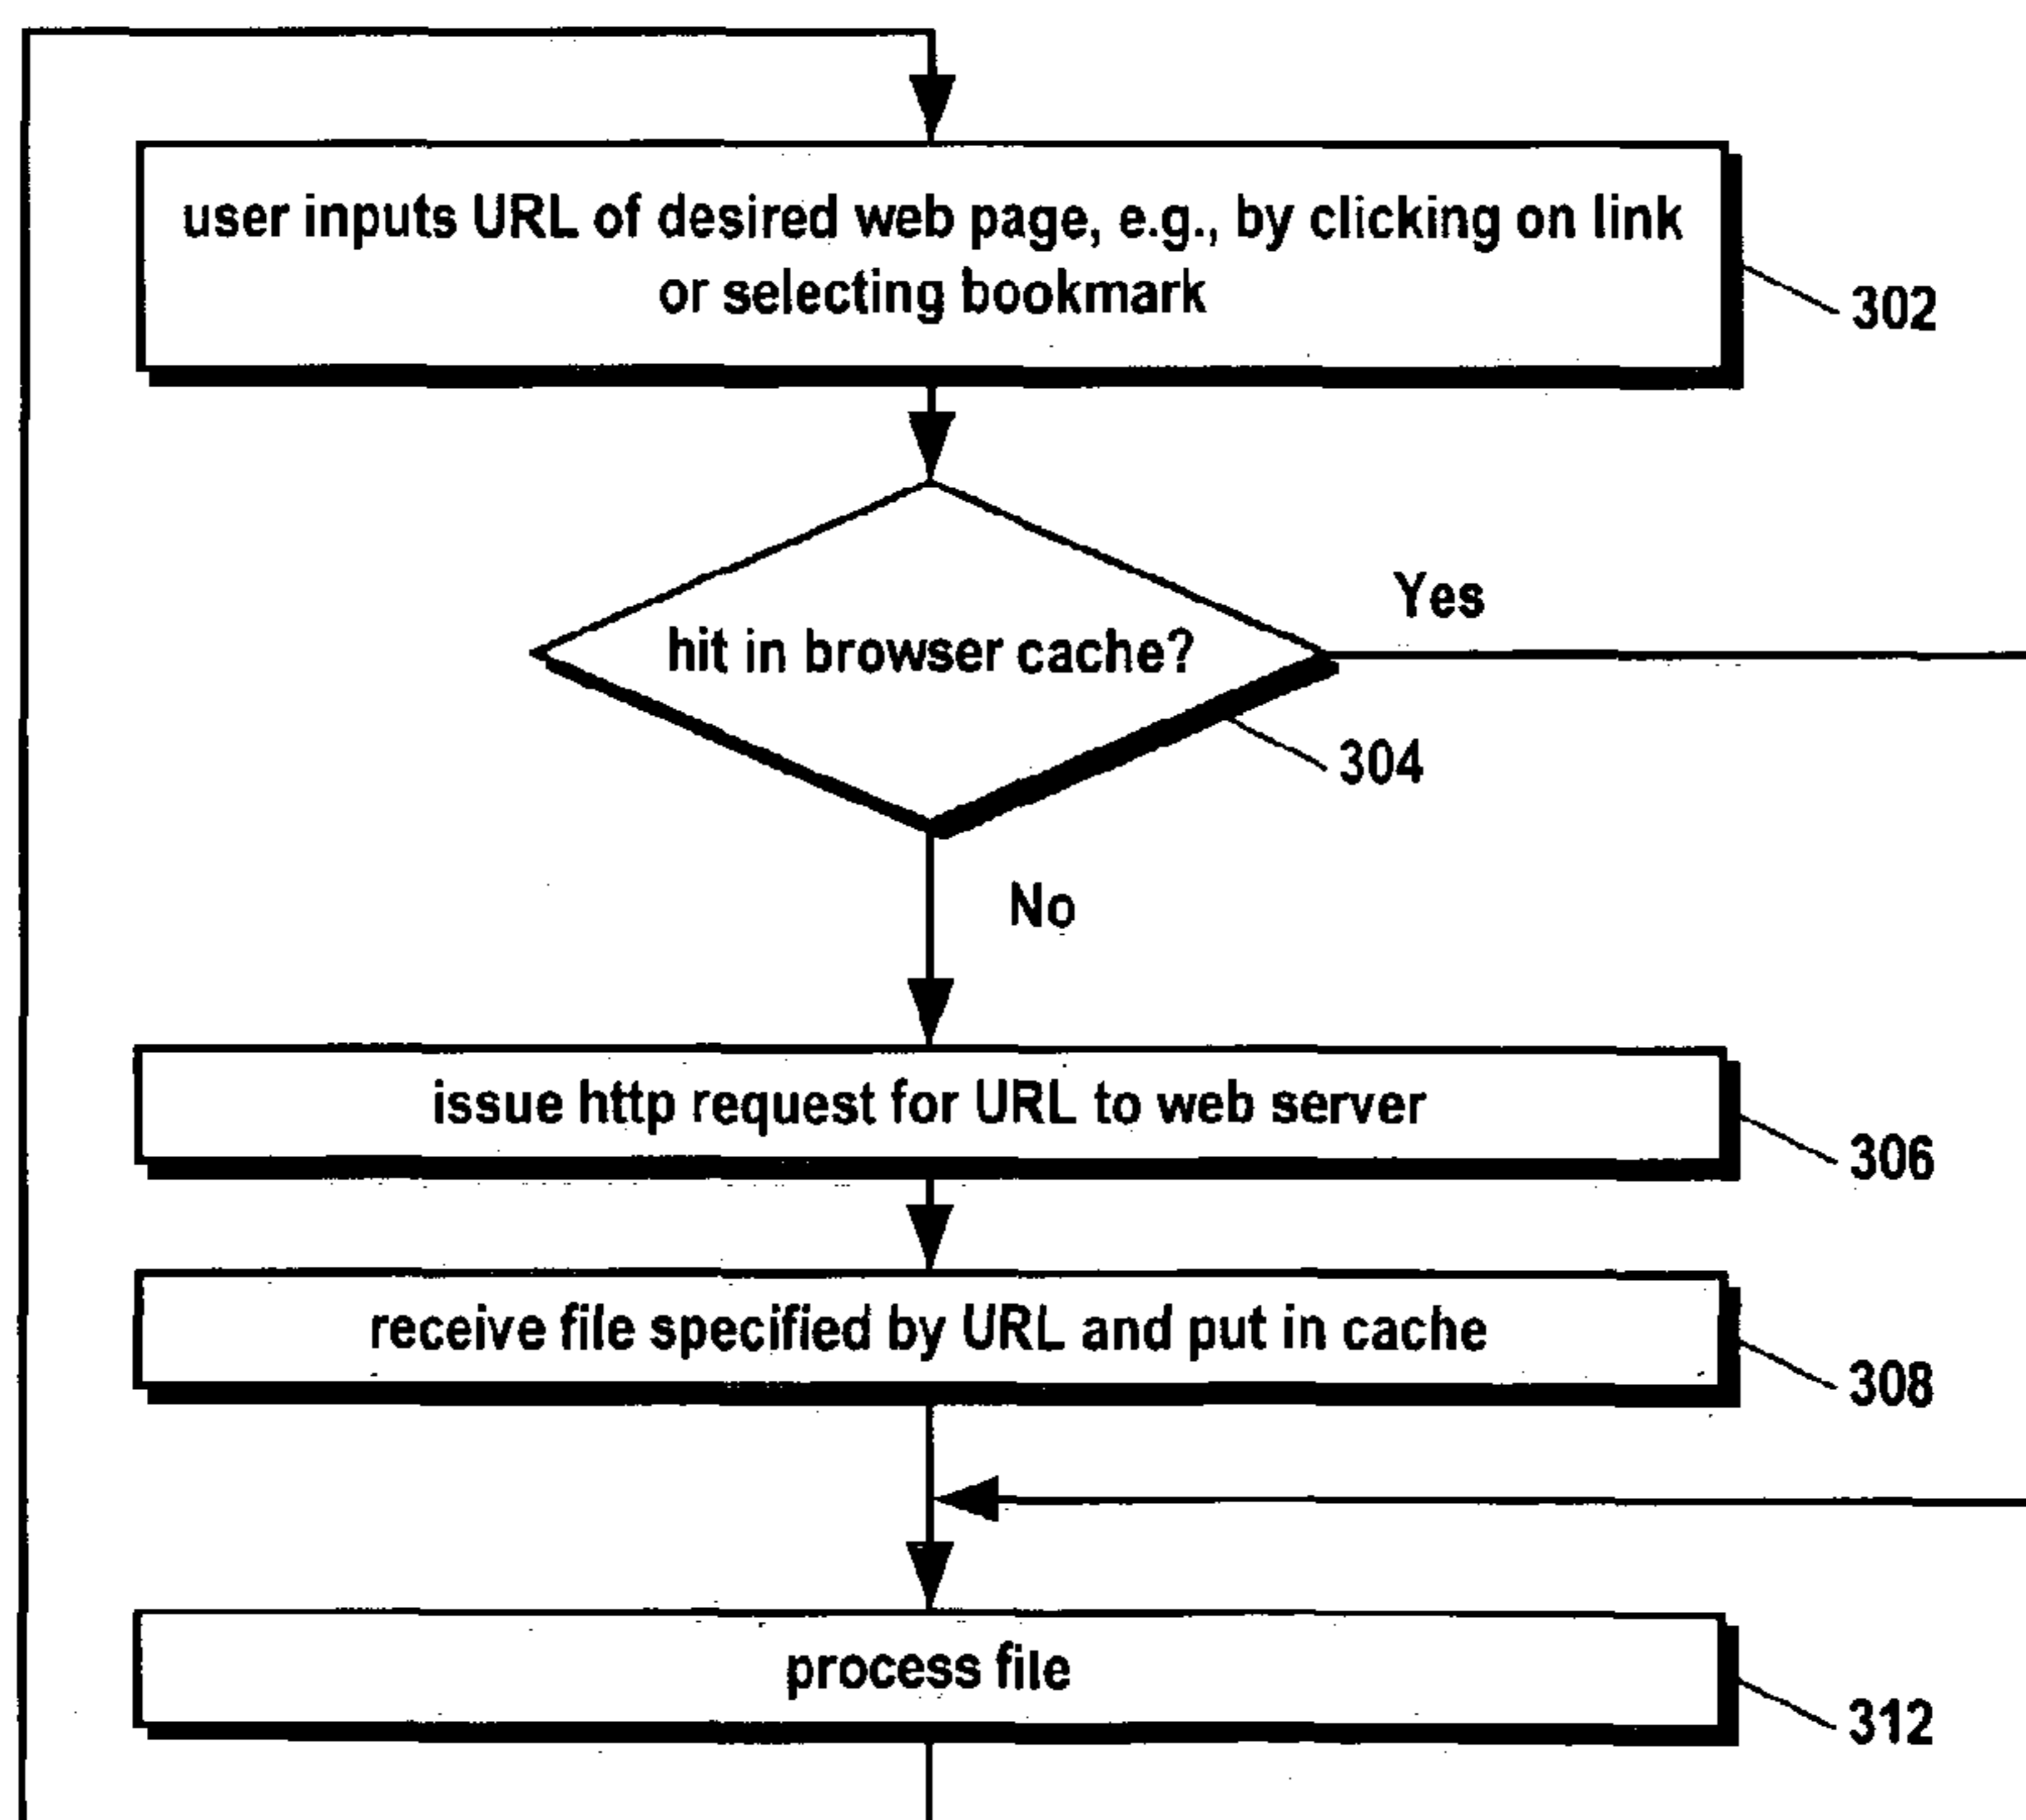 user inputs URL of desired web page, e.g., by clicking on link
or selecting bookmark
302
hit in browser cache?
Yes
304
No
issue http request for URL to web server
306
receive file specified by URL and put in cache
308
process file
312